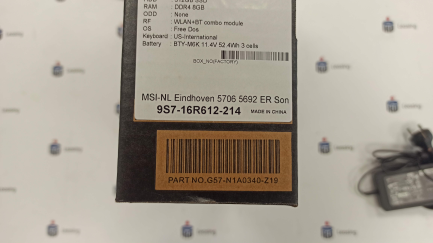 RAM : DDR4 8GB
ODD : None
RF : WLAN+BT combo module
OS : Free Dos
Keyboard : US-International
Battery : BTY-M6K 11.4V 52.4Wh 3 cells
BOX_NO(FACTORY)
MSI-NL Eindhoven 5706 5692 ER Son
9S7-16R612-214 MADE IN CHINA
PART NO.G57-N1A0340-Z19